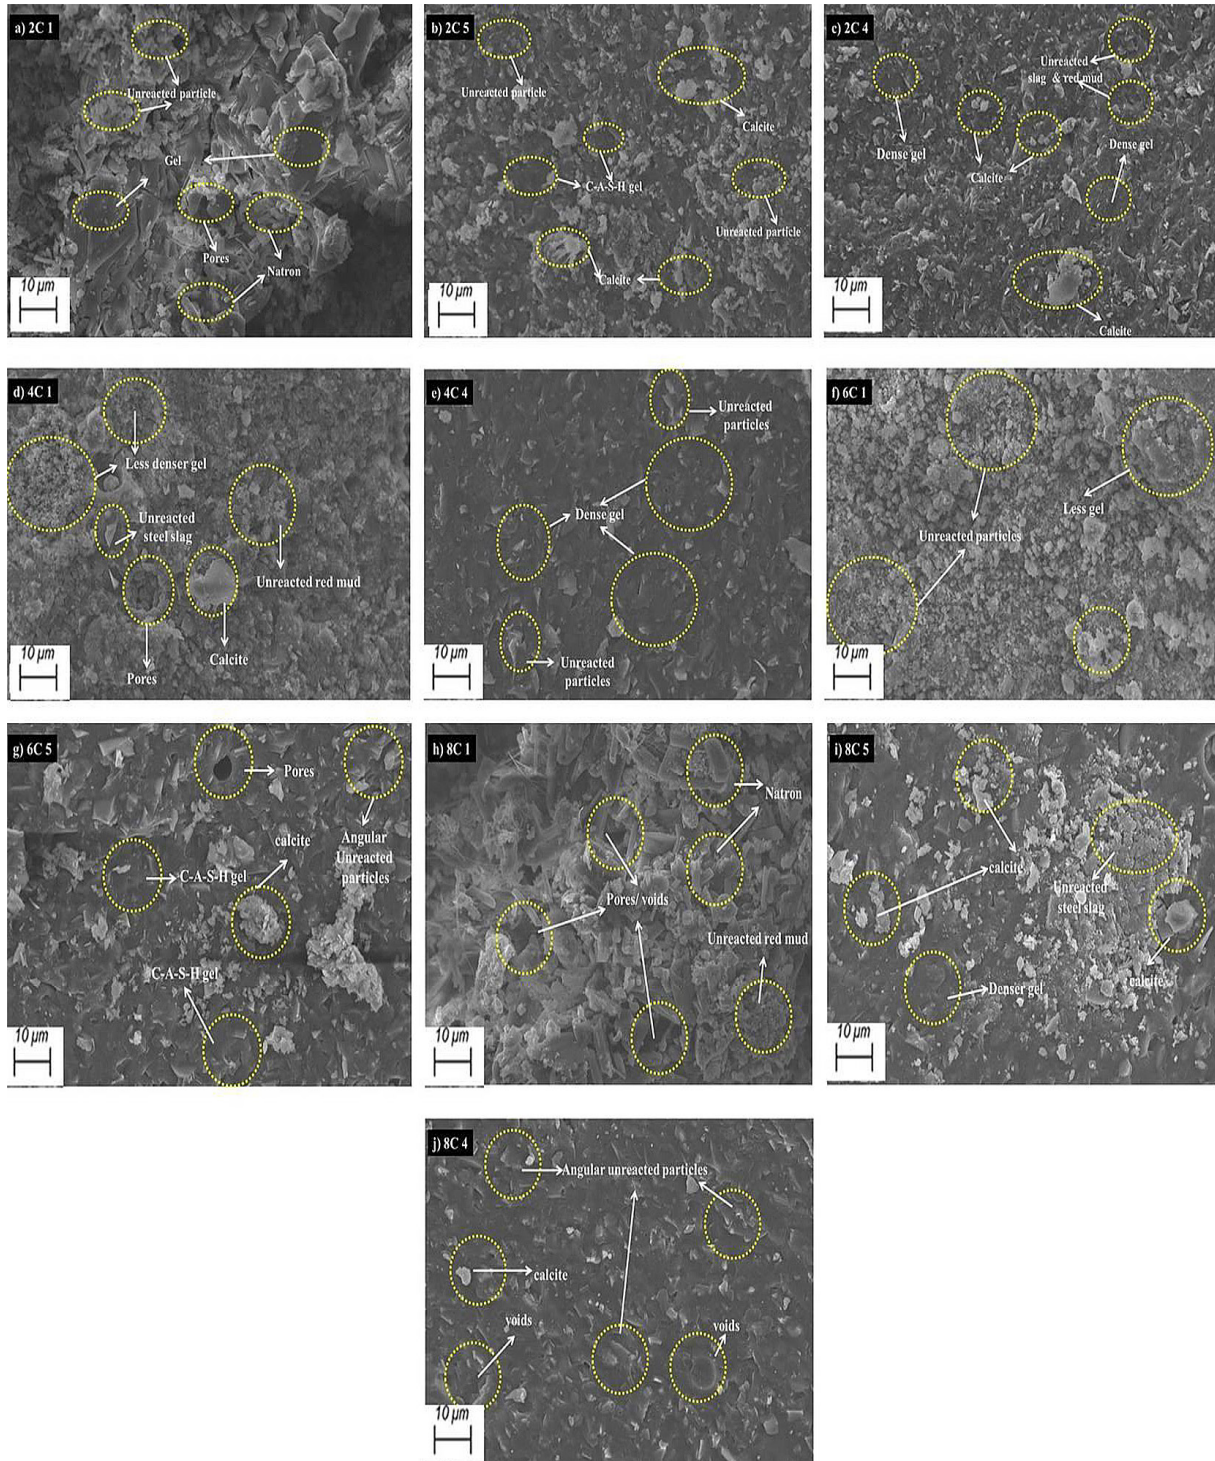 a) 2C 1
Unreacted particle
Gel
Pores
Natron
10 µm
b) 2C 5
Unreacted particle
Calcite
C-A-S-H gel
Unreacted particle
Calcite
10 µm
c) 2C 4
Unreacted
slag & red mud
Dense gel
Dense gel
Calcite
Calcite
10 µm
d) 4C 1
Less denser gel
Unreacted
steel slag
Unreacted red mud
Calcite
Pores
10 µm
e) 4C 4
Unreacted
particles
Dense gel
Unreacted
particles
10 µm
f) 6C 1
Less gel
Unreacted particles
10 µm
g) 6C 5
Pores
calcite
Angular
Unreacted
particles
C-A-S-H gel
C-A-S-H gel
10 µm
h) 8C 1
Natron
Pores/ voids
Unreacted red mud
10 µm
i) 8C 5
calcite
Unreacted
steel slag
calcite
Denser gel
10 µm
j) 8C 4
Angular unreacted particles
calcite
voids
voids
10 µm